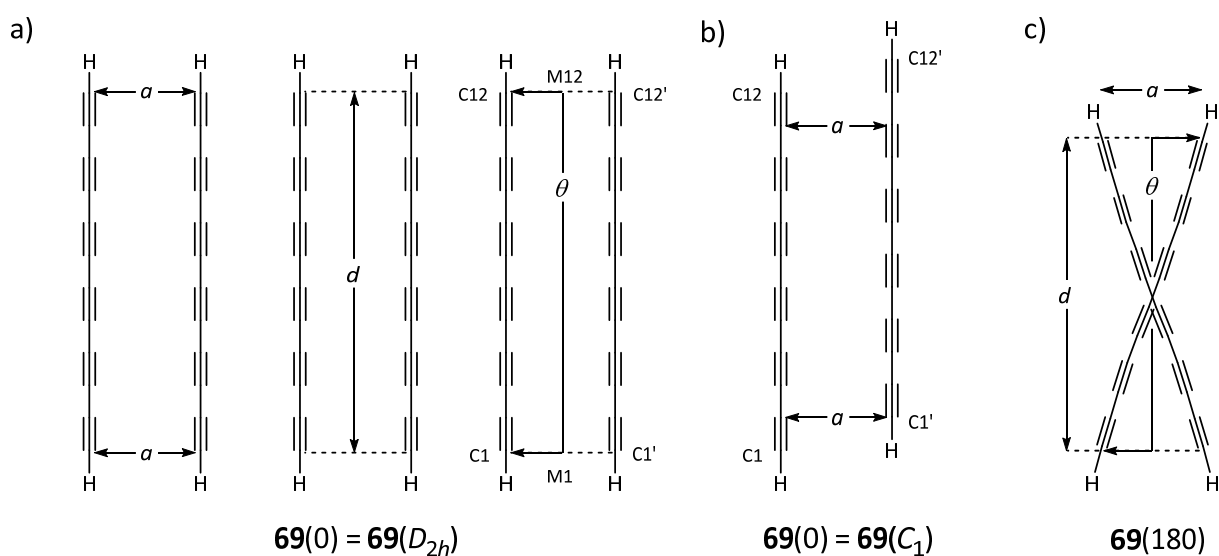 a)
b)
c)
H H H H H H H H
H H
a
C12 M12 C12'
C12 C12'
a
a
d
θ
a
d
θ
a
C1 M1 C1'
a
C1 C1'
H H H H H H H H
H H
69(0) = 69(D2h)
69(0) = 69(C1)
69(180)